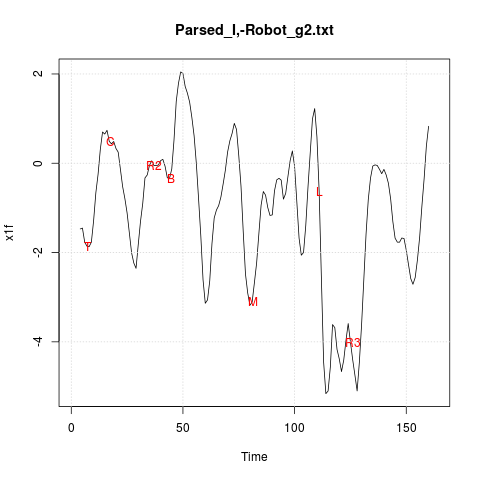 Parsed_I,-Robot_g2.txt
x1f
2
0
-2
-4
T
G
R2
B
M
L
R3
0
50
100
150
Time